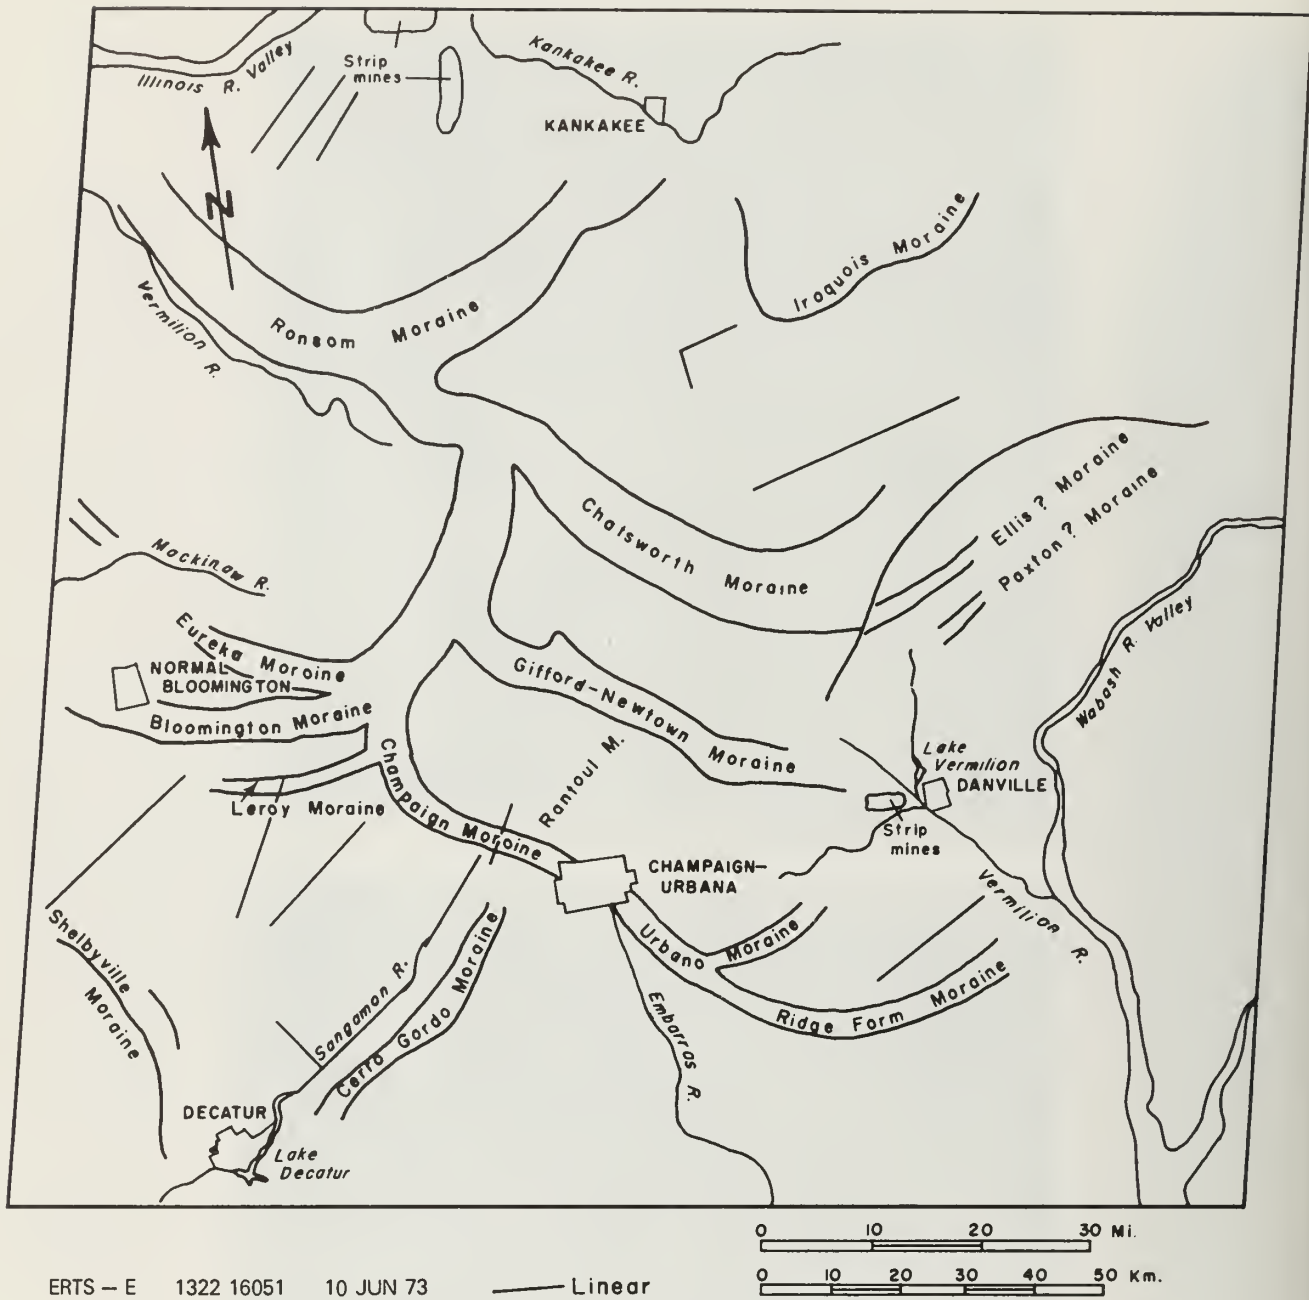 Illinois R. Valley
Strip
mines
Kankakee R.
KANKAKEE
N
Iroquois Moraine
Vermilion R.
Ronsom Moraine
Chatsworth Moraine
Ellis? Moraine
Paxton? Moraine
Mackinaw R.
Eureka Moraine
NORMAL
BLOOMINGTON
Bloomington Moraine
Gifford-Newtown Moraine
Wabash R. Valley
Lake
Vermilion
DANVILLE
Leroy Moraine
Champaign Moraine
Rantoul M.
Strip
mines
CHAMPAIGN-
URBANA
Vermilion R.
Shelbyville
Moraine
Sangamon R.
Cerro Gordo Moraine
Urbano Moraine
Ridge Form Moraine
Embarras R.
DECATUR
Lake
Decatur
0 10 20 30 Mi.
0 10 20 30 40 50 Km.
ERTS – E 1322 16051 10 JUN 73 Linear